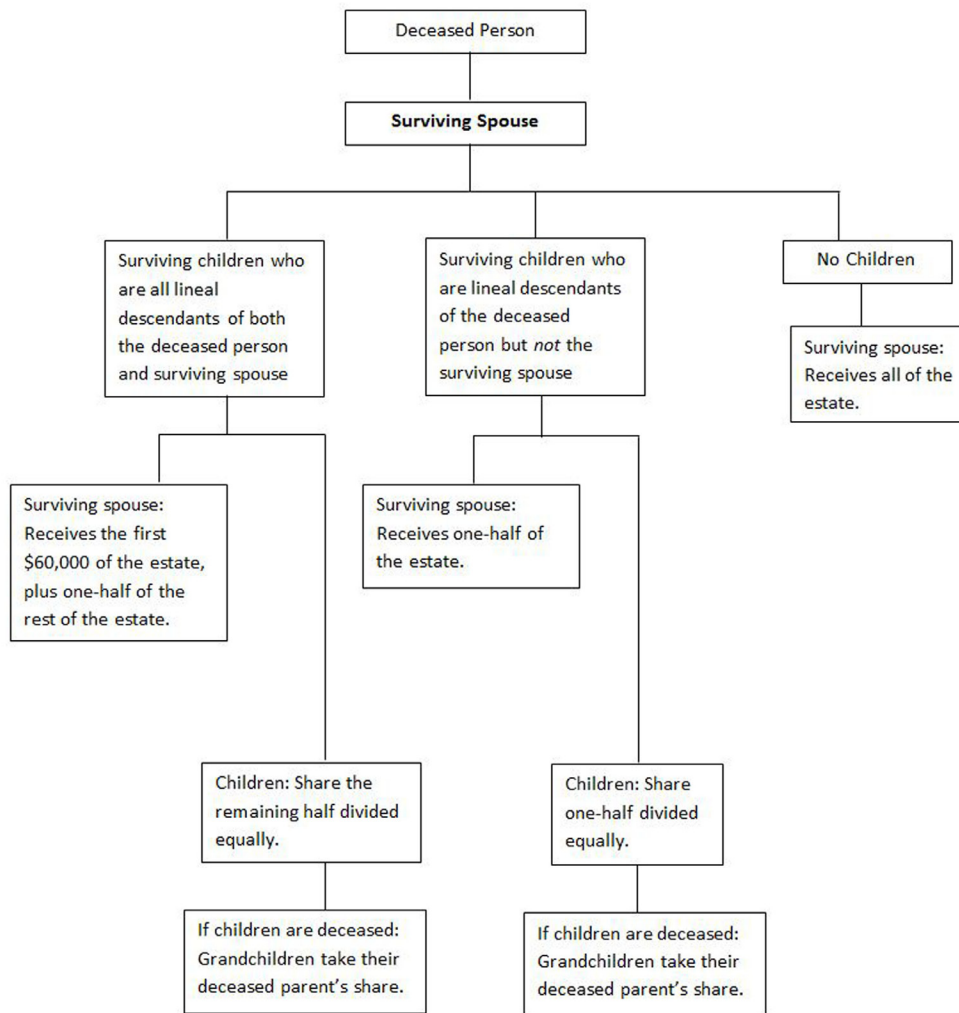 Deceased Person
Surviving Spouse
Surviving children who
are all lineal
descendants of both
the deceased person
and surviving spouse
Surviving children who
are lineal descendants
of the deceased
person but not the
surviving spouse
No Children
Surviving spouse:
Receives all of the
estate.
Surviving spouse:
Receives the first
$60,000 of the estate,
plus one-half of the
rest of the estate.
Surviving spouse:
Receives one-half of
the estate.
Children: Share the
remaining half divided
equally.
Children: Share
one-half divided
equally.
If children are deceased:
Grandchildren take their
deceased parent’s share.
If children are deceased:
Grandchildren take their
deceased parent’s share.